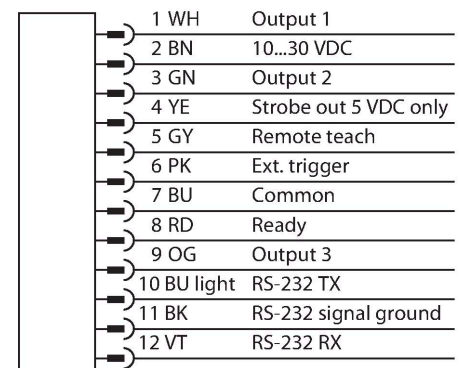 1 WH Output 1
2 BN 10...30 VDC
3 GN Output 2
4 YE Strobe out 5 VDC only
5 GY Remote teach
6 PK Ext. trigger
7 BU Common
8 RD Ready
9 OG Output 3
10 BU light RS-232 TX
11 BK RS-232 signal ground
12 VT RS-232 RX